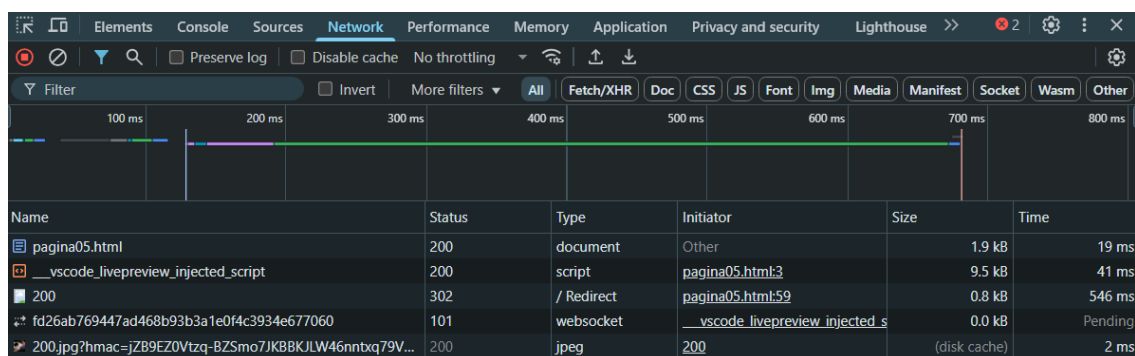 Elements Console Sources Network Performance Memory Application Privacy and security Lighthouse >> 2
Preserve log Disable cache No throttling
Filter Invert More filters ▼ All Fetch/XHR Doc CSS JS Font Img Media Manifest Socket Wasm Other
100 ms 200 ms 300 ms 400 ms 500 ms 600 ms 700 ms 800 ms
Name Status Type Initiator Size Time
pagina05.html 200 document Other 1.9 kB 19 ms
__vscode_livepreview_injected_script 200 script pagina05.html:3 9.5 kB 41 ms
200 302 / Redirect pagina05.html:59 0.8 kB 546 ms
fd26ab769447ad468b93b3a1e0f4c3934e677060 101 websocket __vscode_livepreview_injected_s 0.0 kB Pending
200.jpg?hmac=jZB9EZ0Vtzq-BZSmo7JKBBKJLW46nntxq79V... 200 jpeg 200 (disk cache) 2 ms